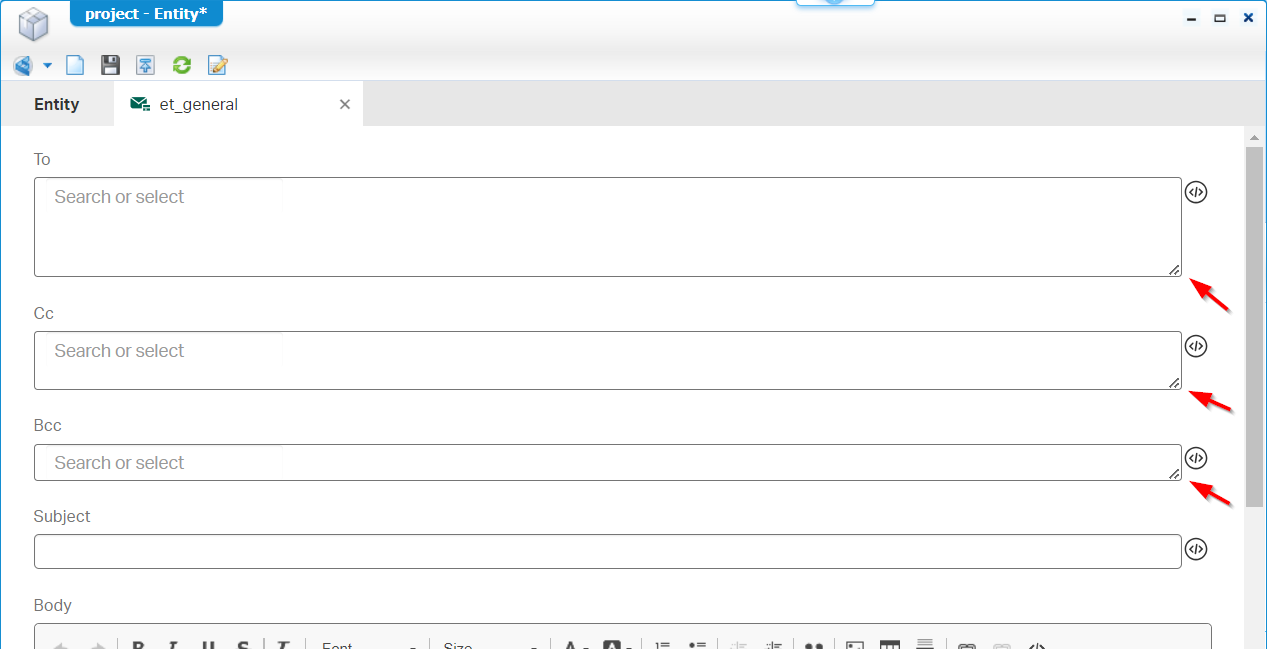 project - Entity*
Entity
et_general
To
Search or select
Cc
Search or select
Bcc
Search or select
Subject
Body
Font
Size